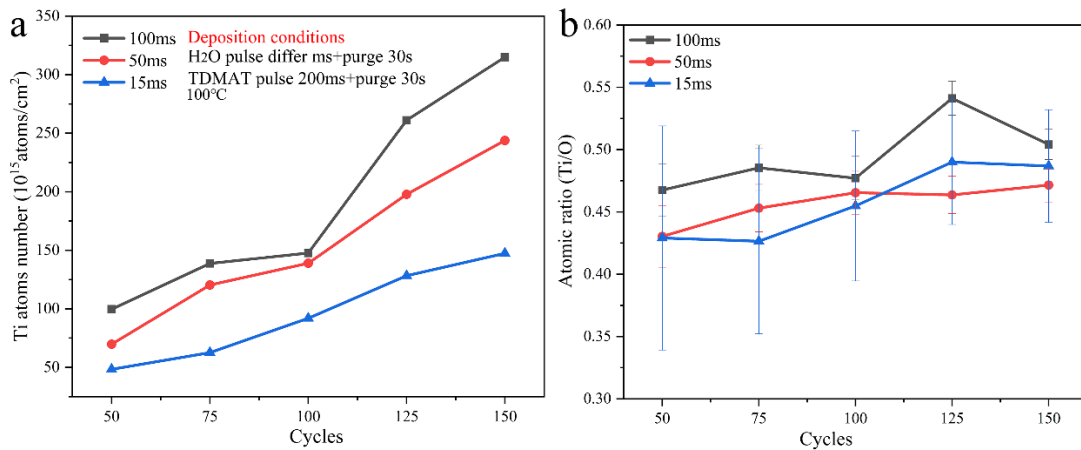 a
100ms
50ms
15ms
Deposition conditions
H2O pulse differ ms+purge 30s
TDMAT pulse 200ms+purge 30s
100℃
Ti atoms number (10^15 atoms/cm^2)
350
300
250
200
150
100
50
50
75
100
125
150
Cycles
b
100ms
50ms
15ms
Atomic ratio (Ti/O)
0.60
0.55
0.50
0.45
0.40
0.35
0.30
50
75
100
125
150
Cycles